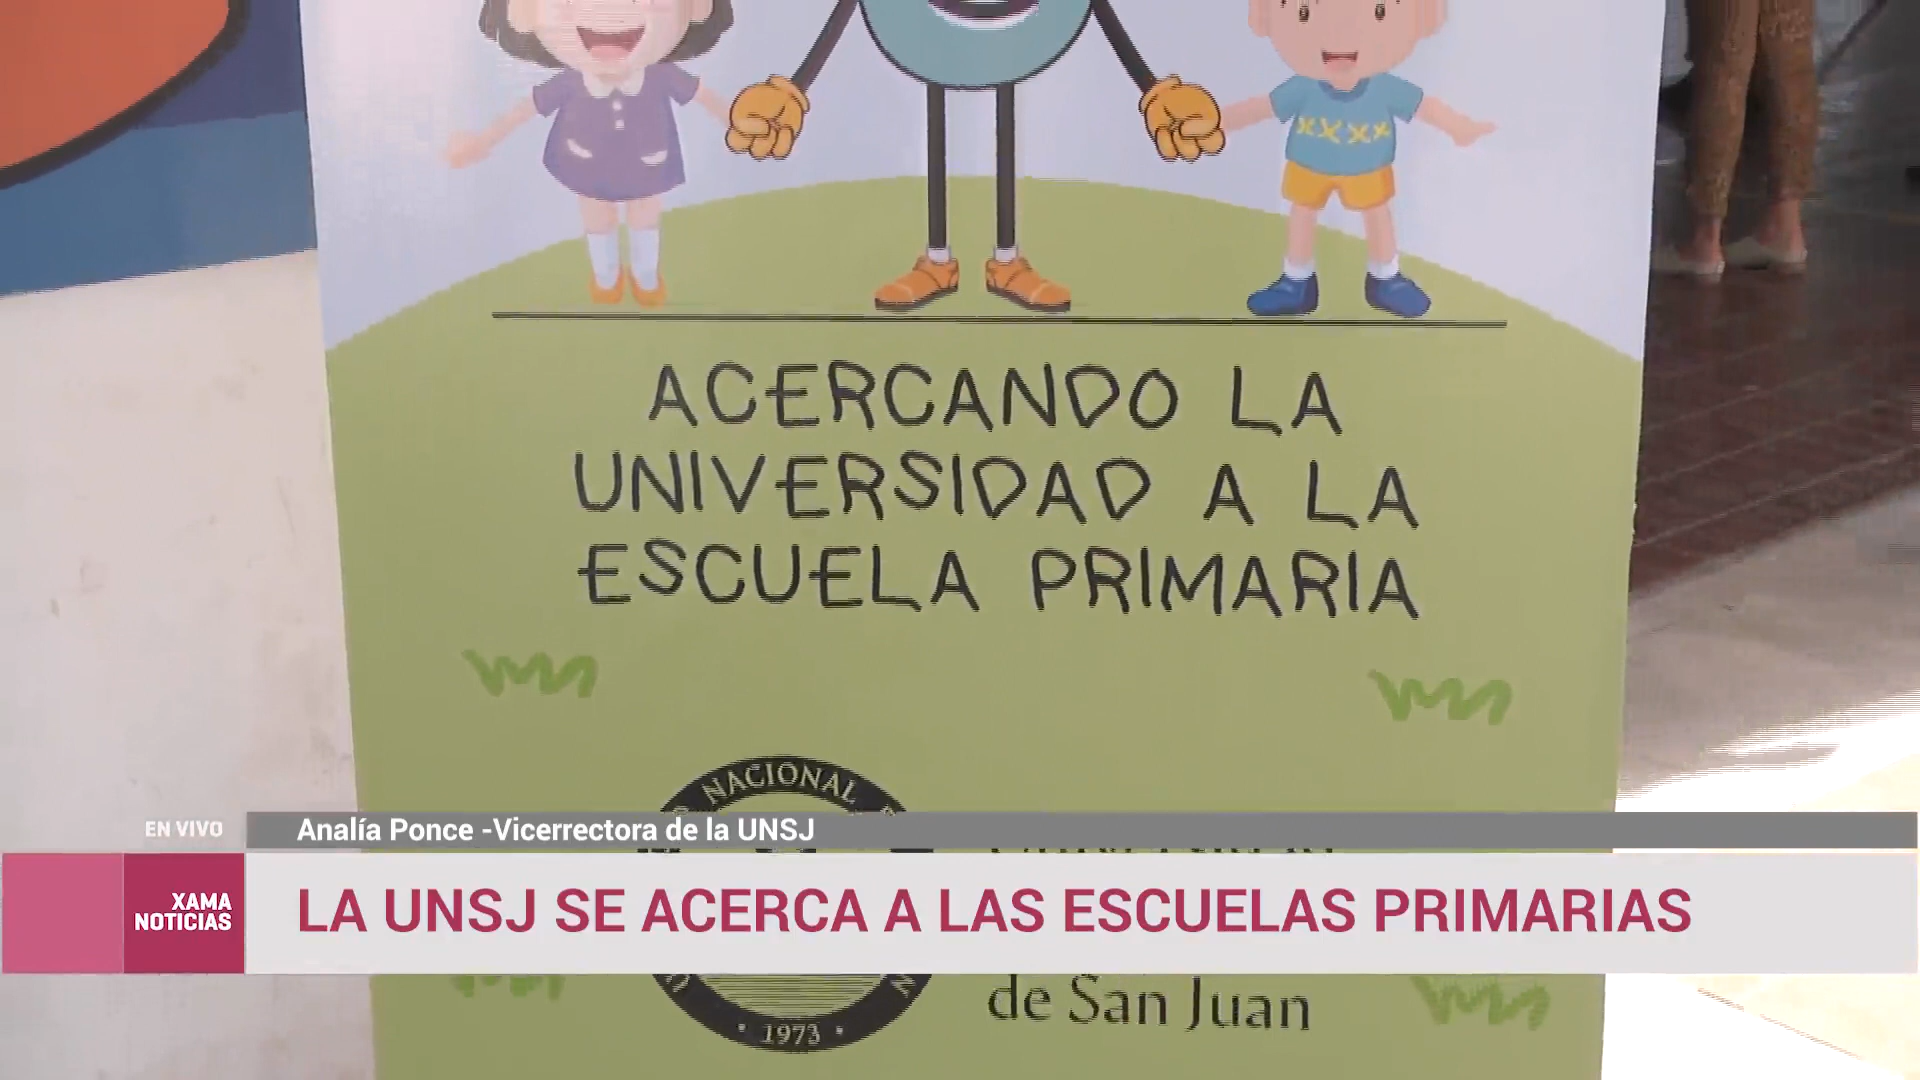 ACERCANDO LA
UNIVERSIDAD A LA
ESCUELA PRIMARIA
NACIONAL
EN VIVO
Analía Ponce -Vicerrectora de la UNSJ
XAMA
NOTICIAS
LA UNSJ SE ACERCA A LAS ESCUELAS PRIMARIAS
de San Juan
1973